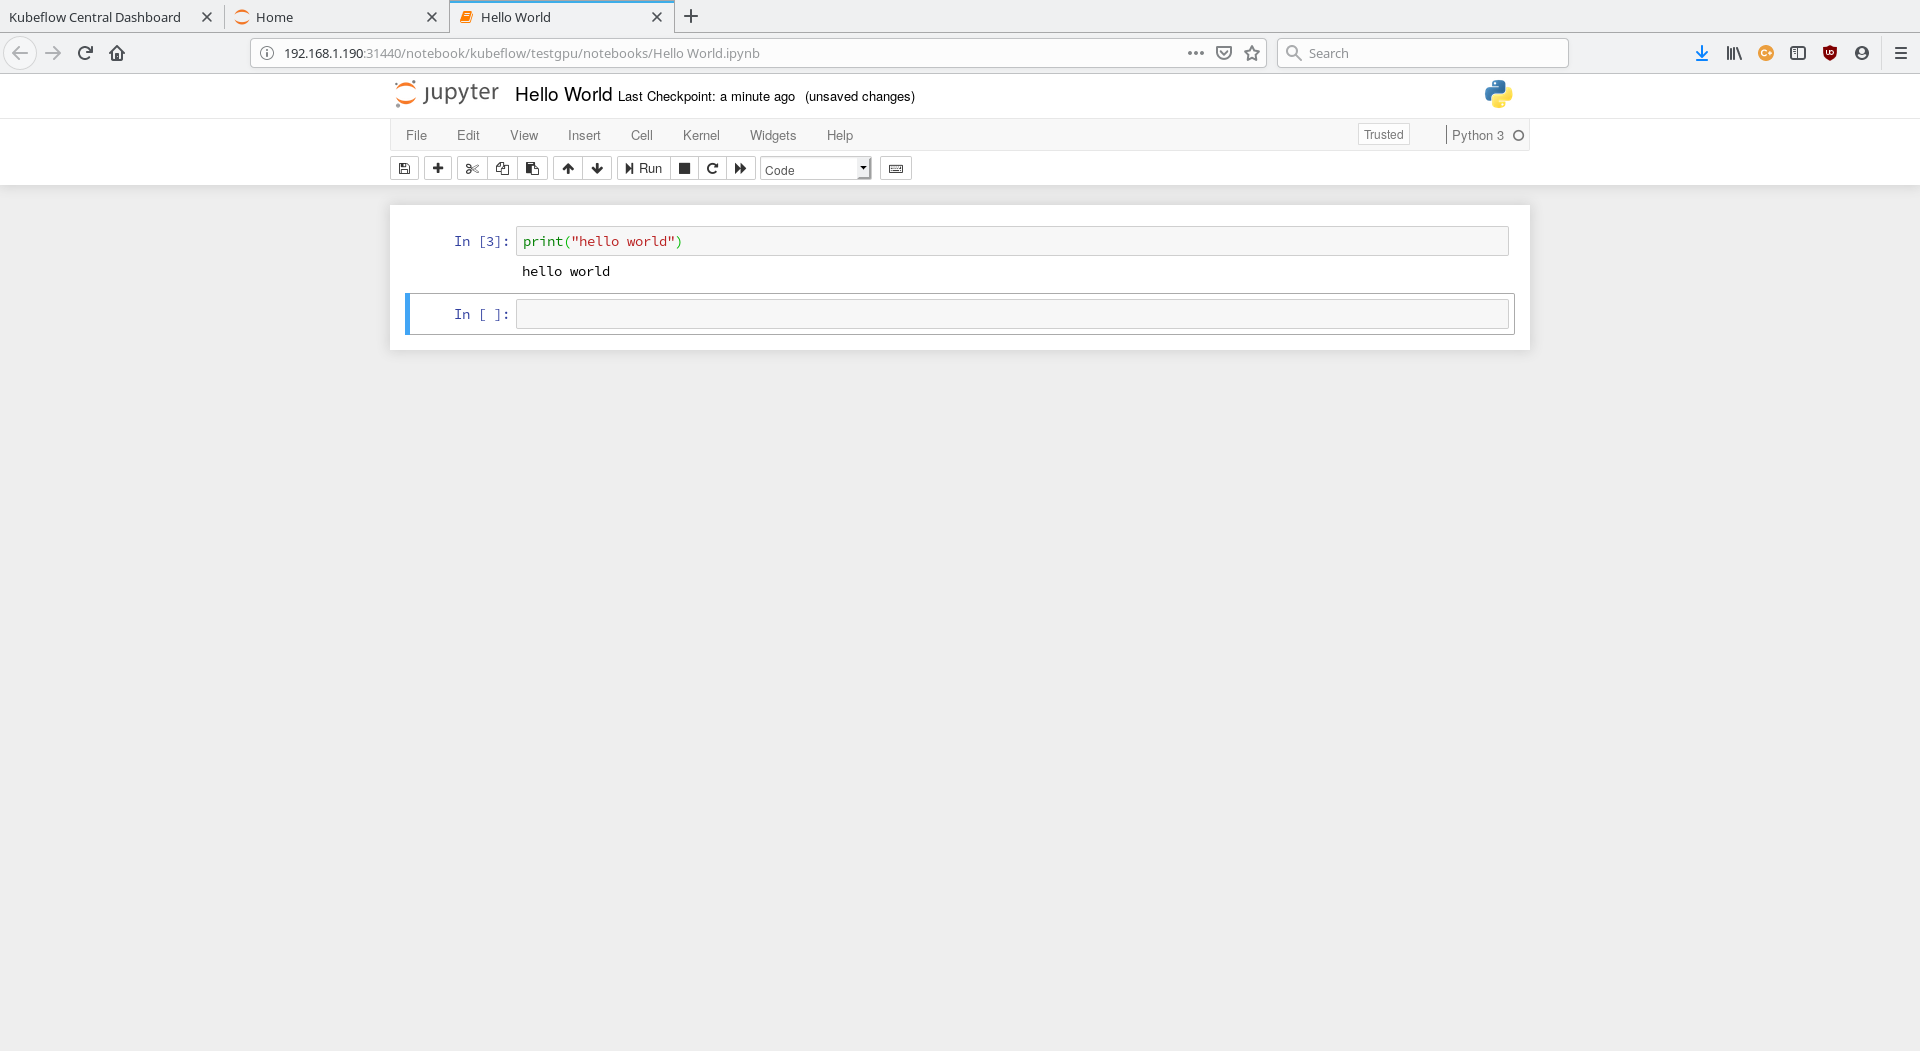 Kubeflow Central Dashboard
Home
Hello World
192.168.1.190:31440/notebook/kubeflow/testgpu/notebooks/Hello World.ipynb
Search
jupyter Hello World Last Checkpoint: a minute ago (unsaved changes)
File Edit View Insert Cell Kernel Widgets Help Trusted Python 3
Run Code
In [3]: print("hello world")
hello world
In [ ]: